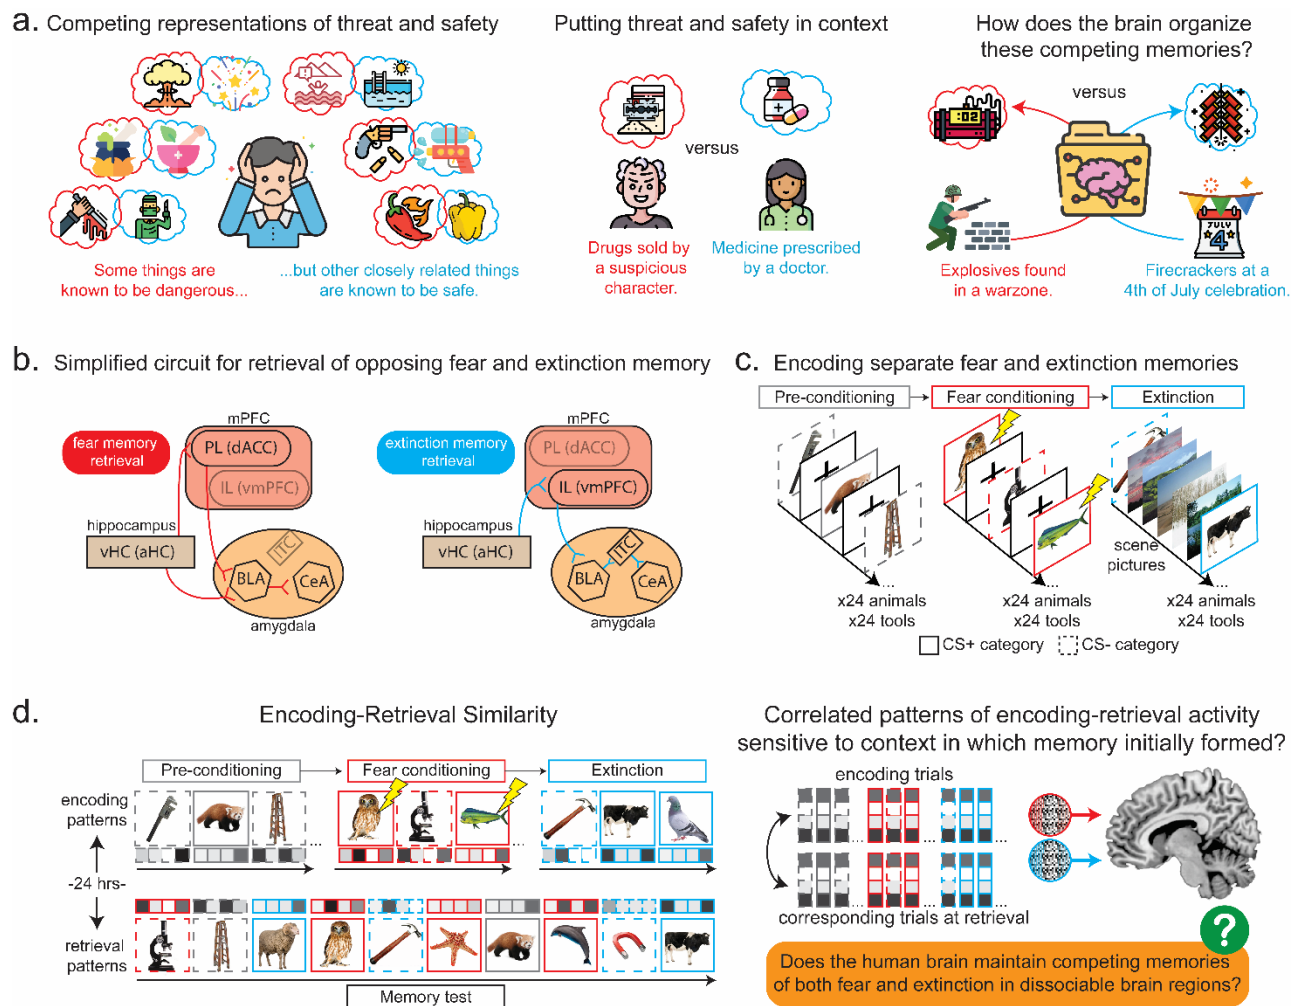 a. Competing representations of threat and safety
Some things are
known to be dangerous...
...but other closely related things
are known to be safe.
Putting threat and safety in context
versus
Drugs sold by
a suspicious
character.
Medicine prescribed
by a doctor.
How does the brain organize
these competing memories?
versus
:02
JULY
4
Explosives found
in a warzone.
Firecrackers at a
4th of July celebration.
b. Simplified circuit for retrieval of opposing fear and extinction memory
fear memory
retrieval
mPFC
PL (dACC)
IL (vmPFC)
hippocampus
vHC (aHC)
ITC
BLA
CeA
amygdala
extinction memory
retrieval
mPFC
PL (dACC)
IL (vmPFC)
hippocampus
vHC (aHC)
ITC
BLA
CeA
amygdala
c. Encoding separate fear and extinction memories
Pre-conditioning
Fear conditioning
Extinction
scene
pictures
...
...
...
x24 animals
x24 tools
x24 animals
x24 tools
x24 animals
x24 tools
CS+ category
CS- category
d.
Encoding-Retrieval Similarity
Pre-conditioning
Fear conditioning
Extinction
encoding
patterns
...
...
-24 hrs-
retrieval
patterns
Memory test
Correlated patterns of encoding-retrieval activity
sensitive to context in which memory initially formed?
encoding trials
...
...
...
...
corresponding trials at retrieval
?
Does the human brain maintain competing memories
of both fear and extinction in dissociable brain regions?